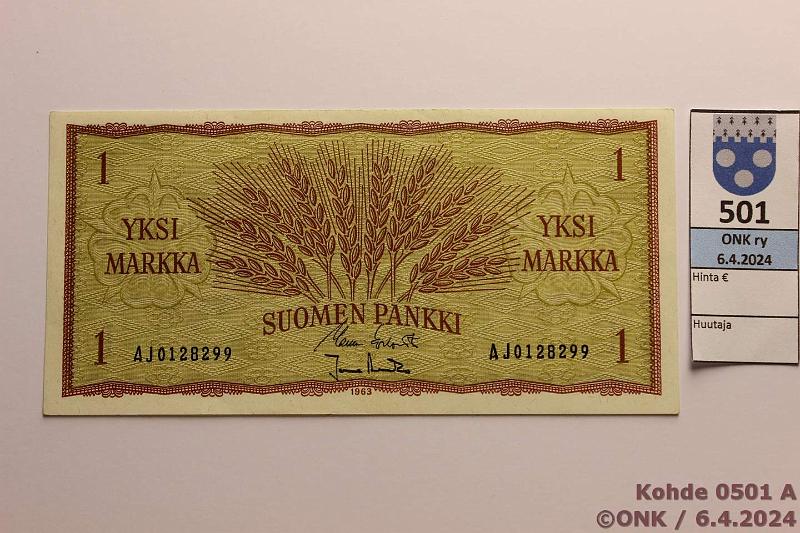 1
1
YKSI
MARKKA
YKSI
MARKKA
SUOMEN PANKKI
1
AJ0128299
AJ0128299
1
1963
501
ONK ry
6.4.2024
Hinta €
Huutaja
Kohde 0501 A
©ONK / 6.4.2024